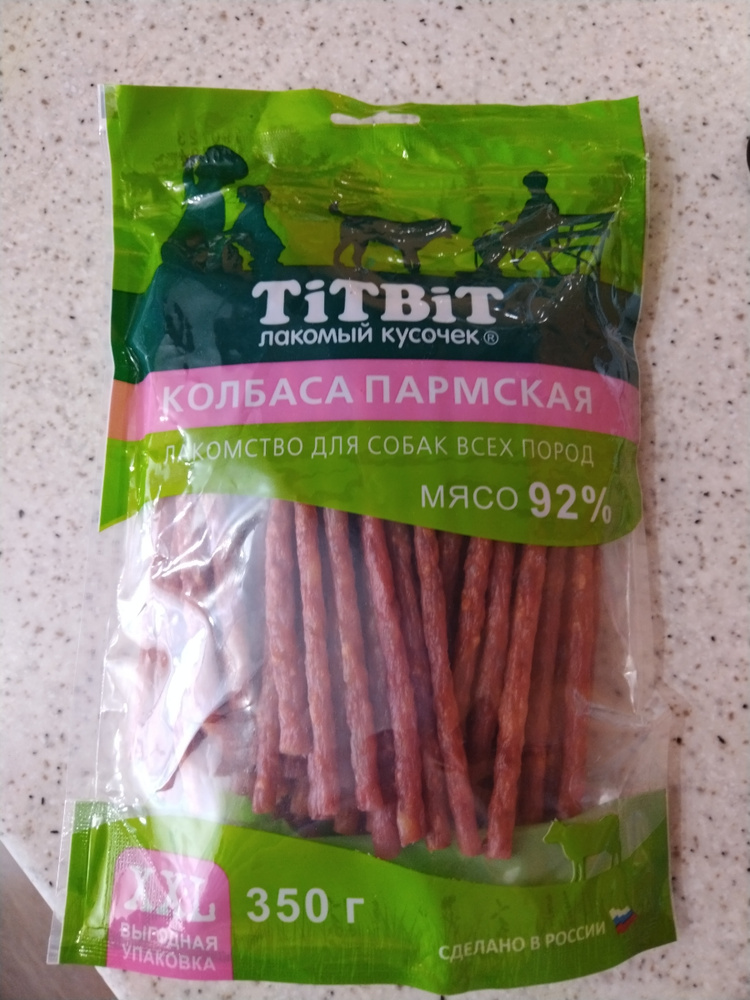 TiTBiT
лакомый кусочек®
КОЛБАСА ПАРМСКАЯ
ЛАКОМСТВО ДЛЯ СОБАК ВСЕХ ПОРОД
МЯСО 92%
XXL
ВЫГОДНАЯ
УПАКОВКА
350 г
СДЕЛАНО В РОССИИ